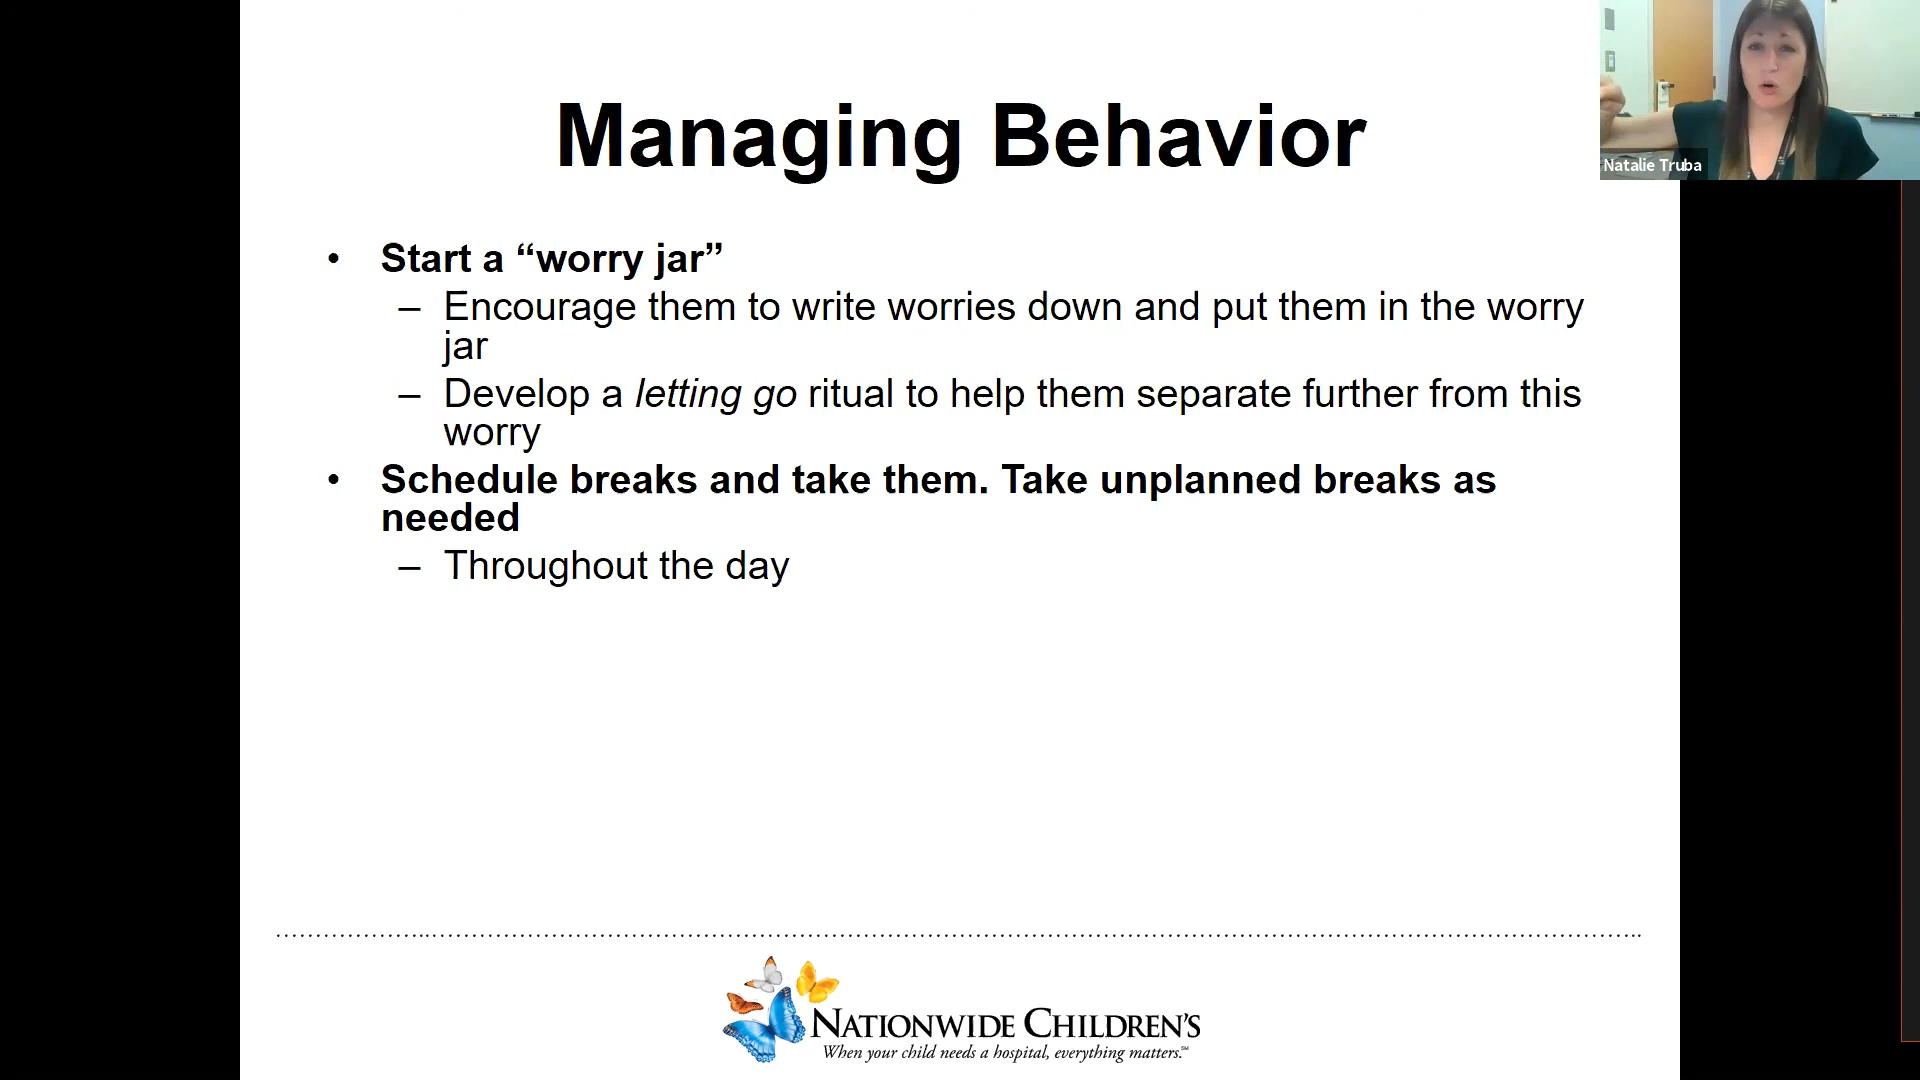 Managing Behavior
Natalie Truba
• Start a “worry jar”
– Encourage them to write worries down and put them in the worry
jar
– Develop a letting go ritual to help them separate further from this
worry
• Schedule breaks and take them. Take unplanned breaks as
needed
– Throughout the day
NATIONWIDE CHILDREN'S
When your child needs a hospital, everything matters.℠